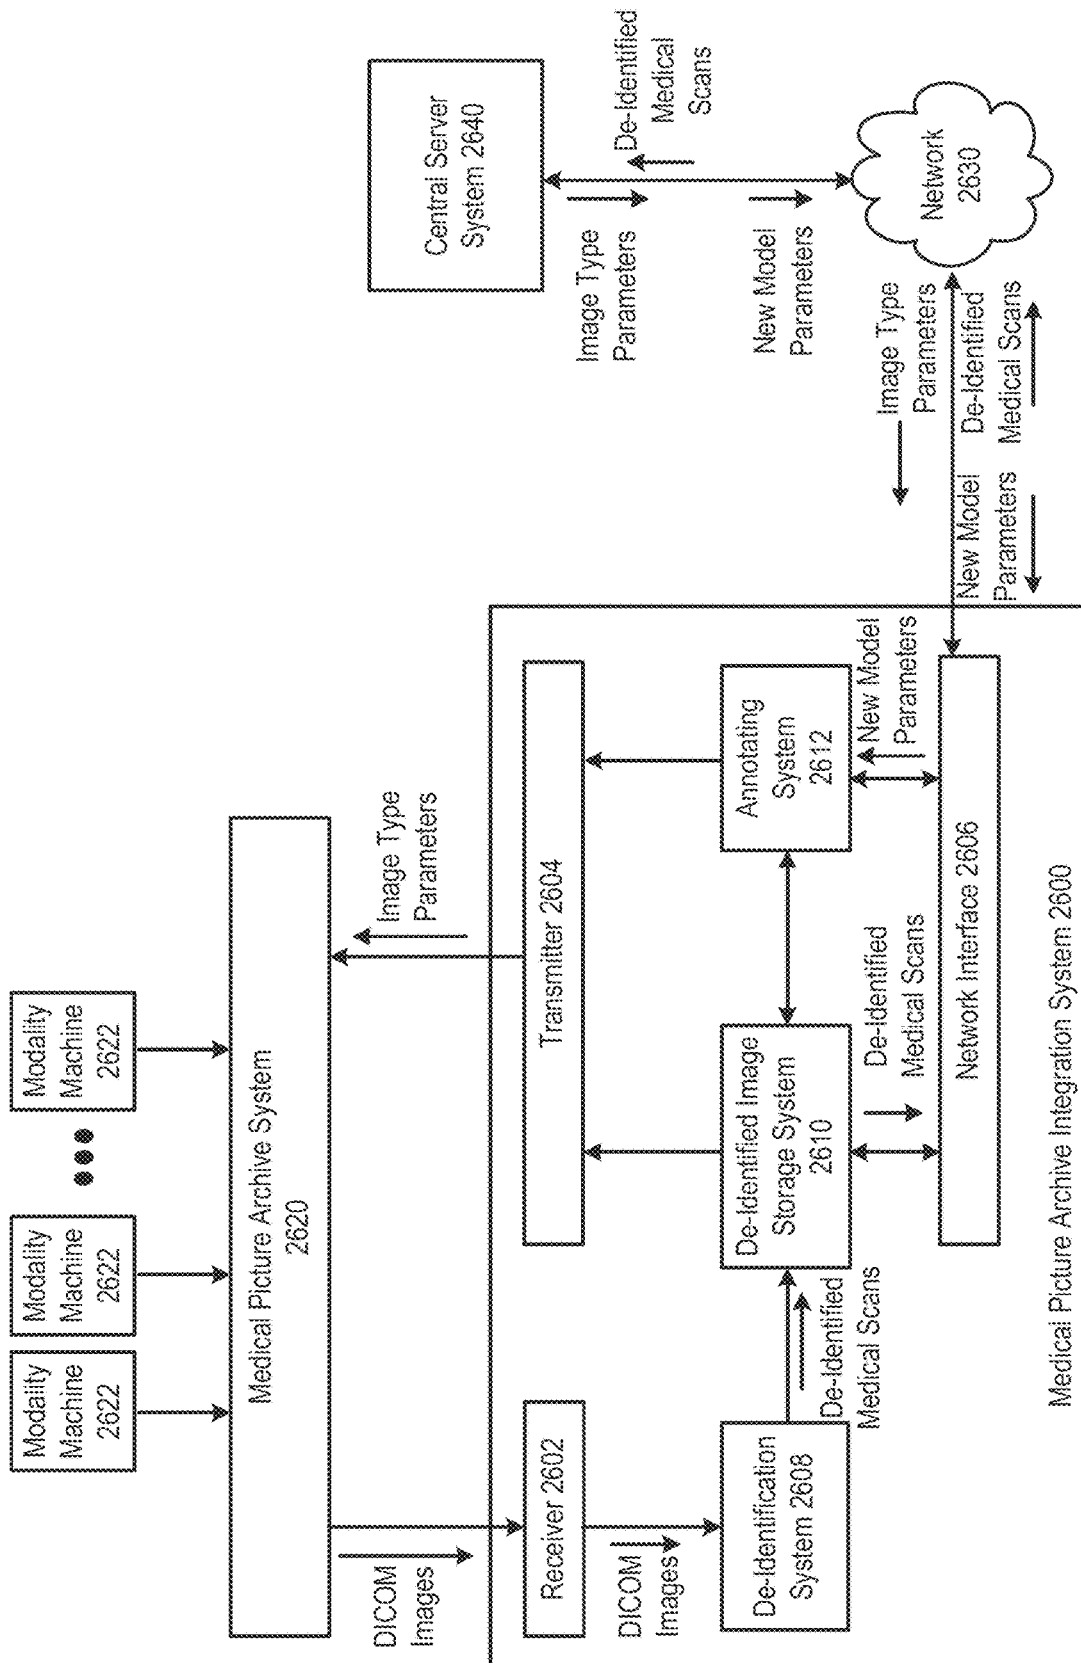 Modality
Machine
2622
Modality
Machine
2622
Modality
Machine
2622
Medical Picture Archive System
2620
DICOM
Images
Image Type
Parameters
Receiver 2602
Transmitter 2604
DICOM
Images
De-Identification
System 2608
De-Identified
Medical Scans
De-Identified Image
Storage System
2610
Annotating
System
2612
De-Identified
Medical Scans
New Model
Parameters
Network Interface 2606
Medical Picture Archive Integration System 2600
Central Server
System 2640
Image Type
Parameters
De-Identified
Medical
Scans
New Model
Parameters
Network
2630
Image Type
Parameters
New Model
Parameters
De-Identified
Medical Scans